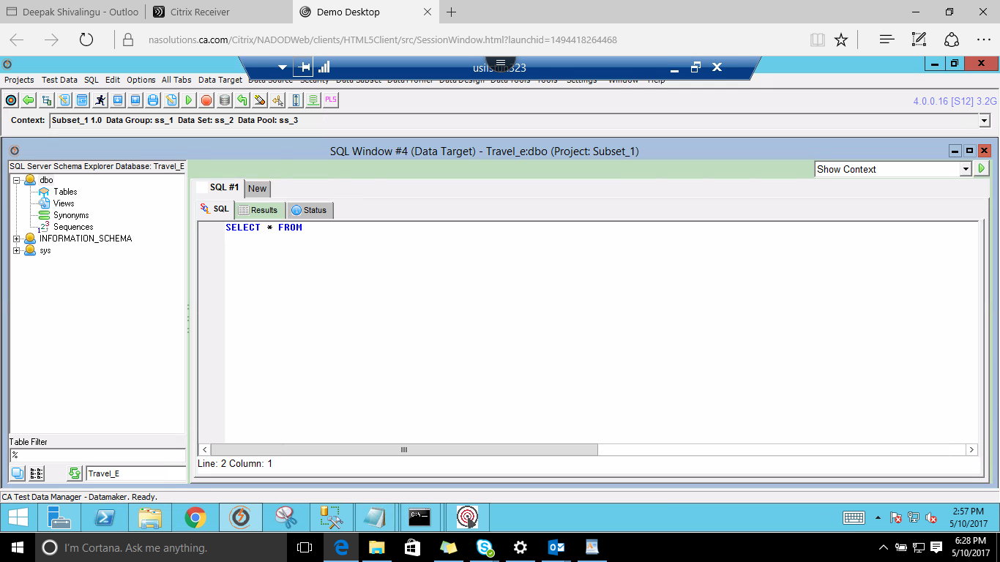 Deepak Shivalingu - Outloo
Citrix Receiver
Demo Desktop
nasolutions.ca.com/Citrix/NADODWeb/clients/HTML5Client/src/SessionWindow.html?launchid=1494418264468
Projects Test Data SQL Edit Options All Tabs Data Target Data Source Security Data Subset Data Profiler Data Design Data Tools Tools Settings Window Help
PLS
4.0.0.16 [S12] 3.2G
Context: Subset_1 1.0 Data Group: ss_1 Data Set: ss_2 Data Pool: ss_3
SQL Window #4 (Data Target) - Travel_e:dbo (Project: Subset_1)
SQL Server Schema Explorer Database: Travel_E
Show Context
dbo
Tables
Views
Synonyms
Sequences
INFORMATION_SCHEMA
sys
SQL #1
New
SQL
Results
Status
SELECT * FROM
Table Filter
%
Travel_E
Line: 2 Column: 1
CA Test Data Manager - Datamaker. Ready.
2:57 PM
5/10/2017
I'm Cortana. Ask me anything.
6:28 PM
5/10/2017